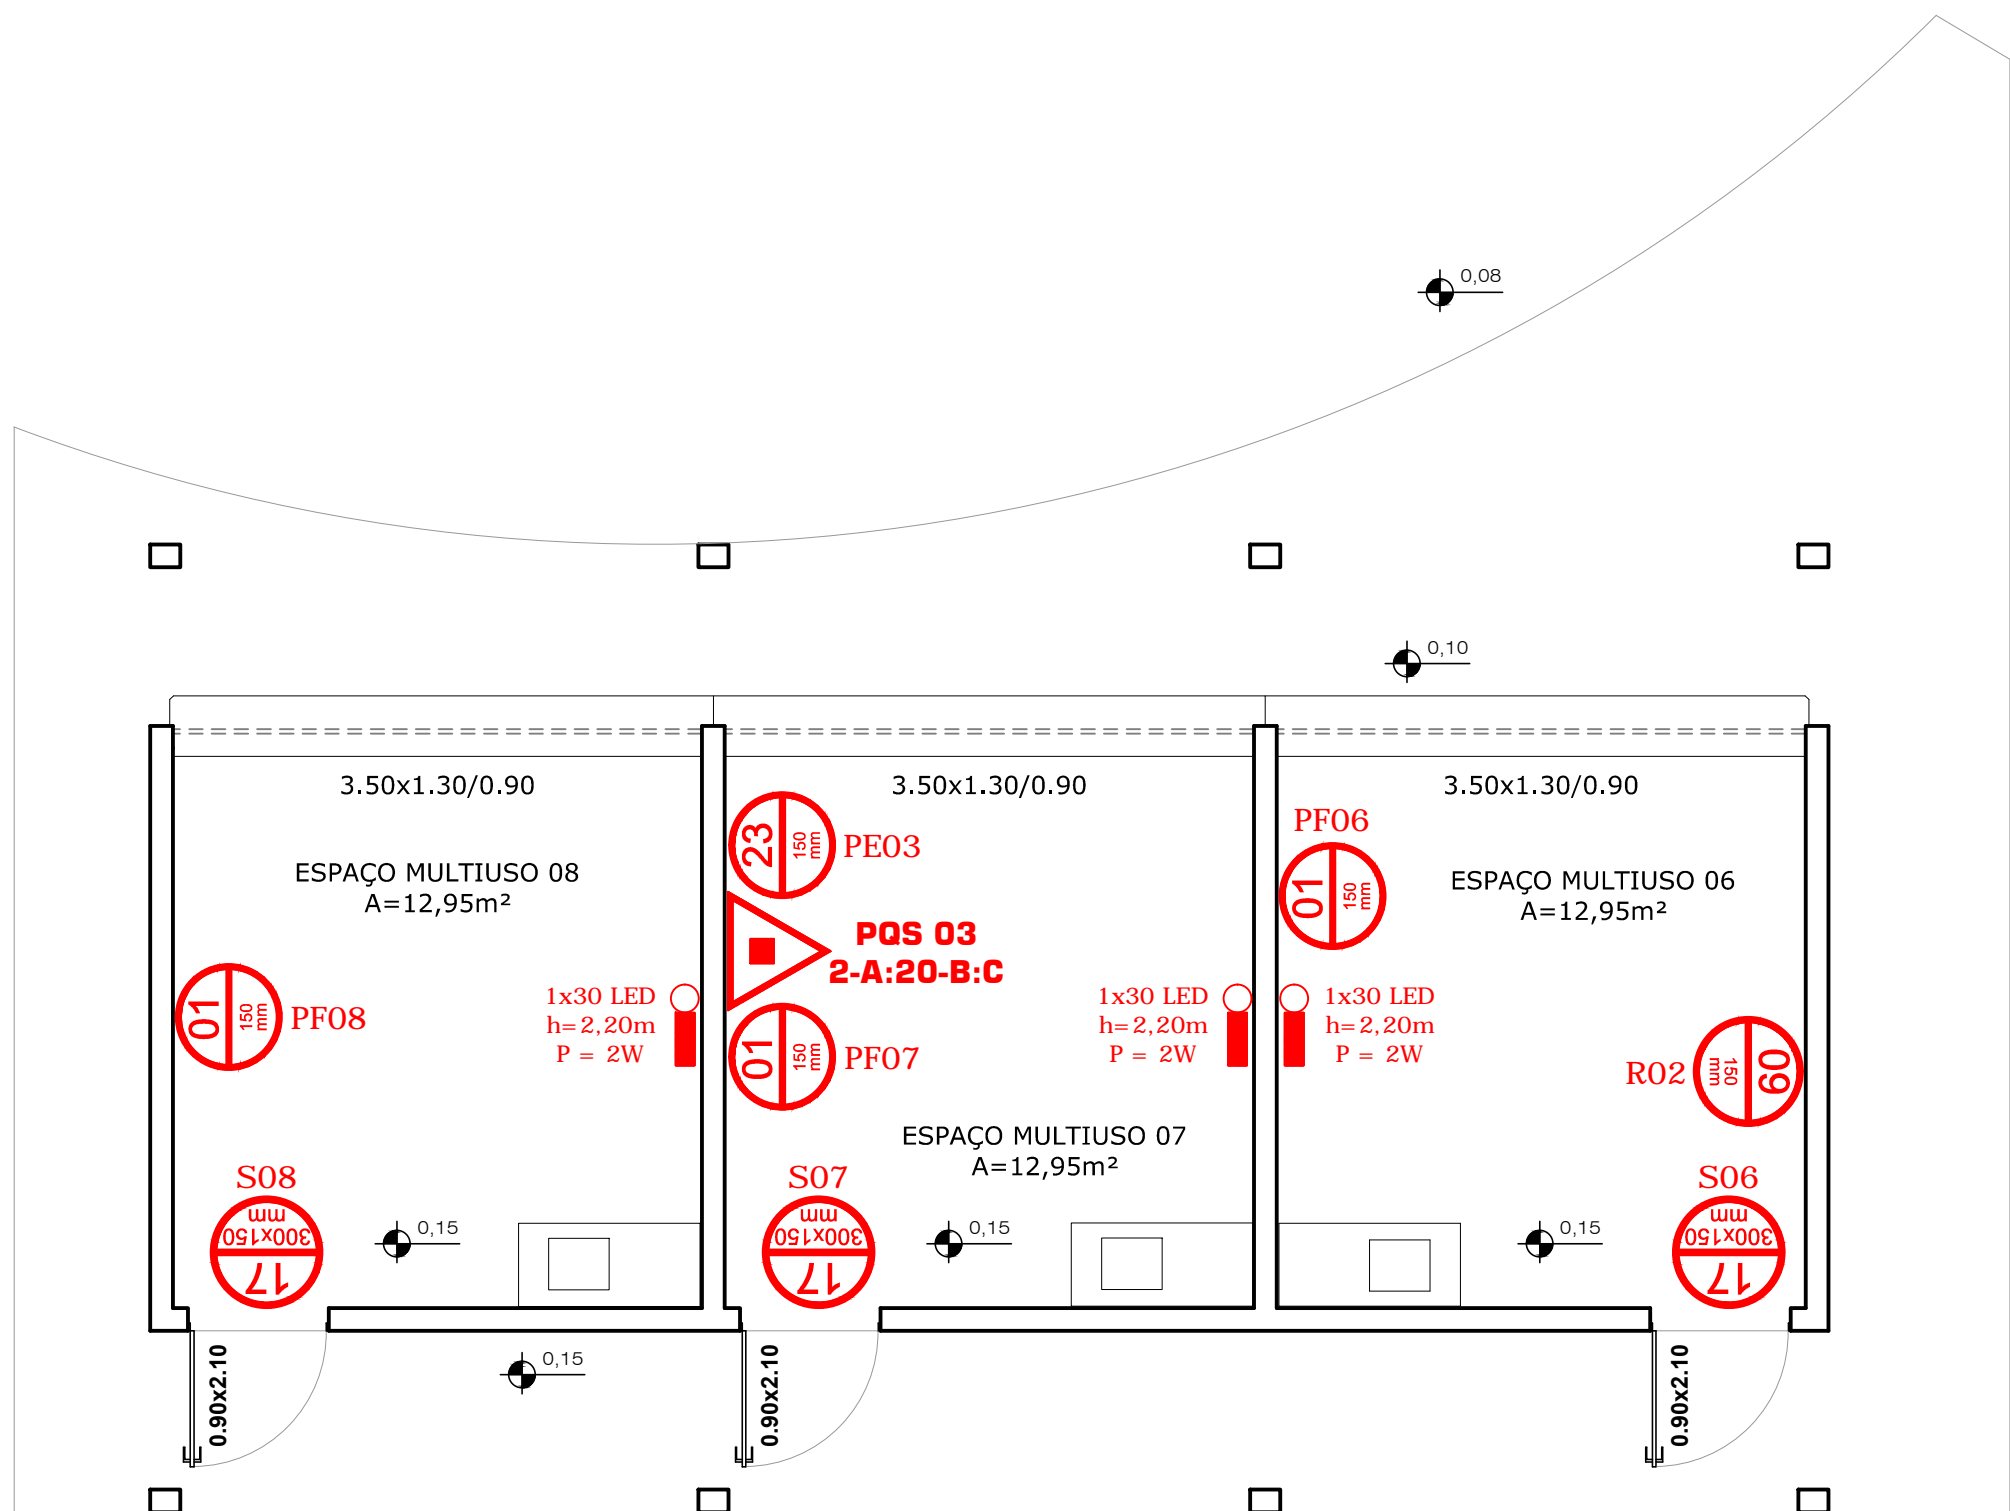 0,08
0,10
3.50x1.30/0.90
3.50x1.30/0.90
3.50x1.30/0.90
ESPAÇO MULTIUSO 08
A=12,95m²
23
150
mm
PE03
PQS 03
2-A:20-B:C
PF06
01
150
mm
ESPAÇO MULTIUSO 06
A=12,95m²
01
150
mm
PF08
1x30 LED
h=2,20m
P = 2W
01
150
mm
PF07
1x30 LED
h=2,20m
P = 2W
1x30 LED
h=2,20m
P = 2W
R02
150
mm
09
ESPAÇO MULTIUSO 07
A=12,95m²
S08
300x150
mm
17
0,15
S07
300x150
mm
17
0,15
0,15
S06
300x150
mm
17
0.90x2.10
0,15
0.90x2.10
0.90x2.10